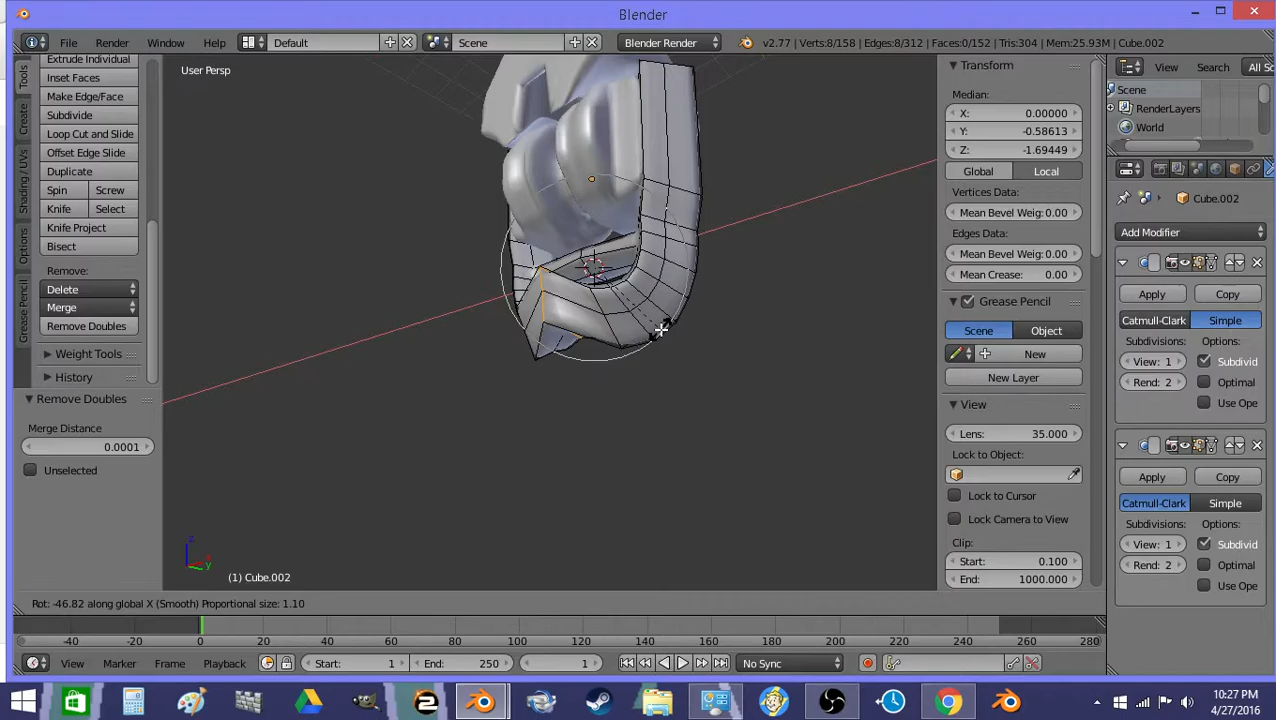 Blender
File Render Window Help Default Scene Blender Render v2.77 | Verts:8/158 | Edges:8/312 | Faces:0/152 | Tris:304 | Mem:25.93M | Cube.002
Tools
Create
Shading / UVs
Options
Grease Pencil
Extrude Individual
Inset Faces
Make Edge/Face
Subdivide
Loop Cut and Slide
Offset Edge Slide
Duplicate
Spin Screw
Knife Select
Knife Project
Bisect
Remove:
Delete
Merge
Remove Doubles
Weight Tools
History
Remove Doubles
Merge Distance
0.0001
Unselected
User Persp
(1) Cube.002
Rot: -46.82 along global X (Smooth) Proportional size: 1.10
Transform
Median:
X: 0.00000
Y: -0.58613
Z: -1.69449
Global Local
Vertices Data:
Mean Bevel Weig: 0.00
Edges Data:
Mean Bevel Weig: 0.00
Mean Crease: 0.00
Grease Pencil
Scene Object
New
New Layer
View
Lens: 35.000
Lock to Object:
Lock to Cursor
Lock Camera to View
Clip:
Start: 0.100
End: 1000.000
View Search All Sc
Scene
RenderLayers
World
Cube.002
Add Modifier
Apply Copy
Catmull-Clark Simple
Subdivisions: Options:
View: 1 Subdivid
Rend: 2 Optimal
Use Ope
Apply Copy
Catmull-Clark Simple
Subdivisions: Options:
View: 1 Subdivid
Rend: 2 Optimal
Use Ope
-40 -20 0 20 40 60 80 100 120 140 160 180 200 220 240 260 280
View Marker Frame Playback Start: 1 End: 250 1 No Sync
10:27 PM
4/27/2016